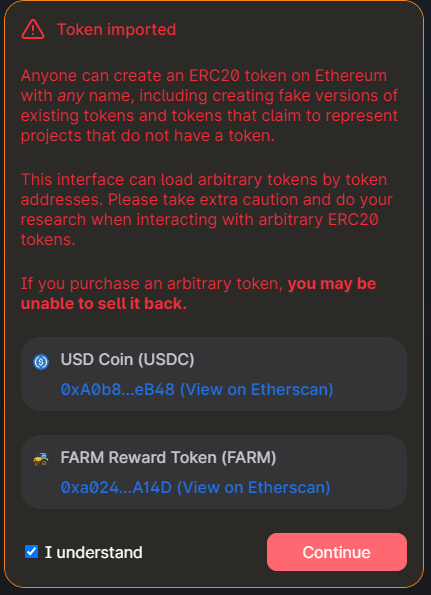 Token imported
Anyone can create an ERC20 token on Ethereum
with any name, including creating fake versions of
existing tokens and tokens that claim to represent
projects that do not have a token.
This interface can load arbitrary tokens by token
addresses. Please take extra caution and do your
research when interacting with arbitrary ERC20
tokens.
If you purchase an arbitrary token, you may be
unable to sell it back.
USD Coin (USDC)
0xA0b8...eB48 (View on Etherscan)
FARM Reward Token (FARM)
0xa024...A14D (View on Etherscan)
I understand
Continue